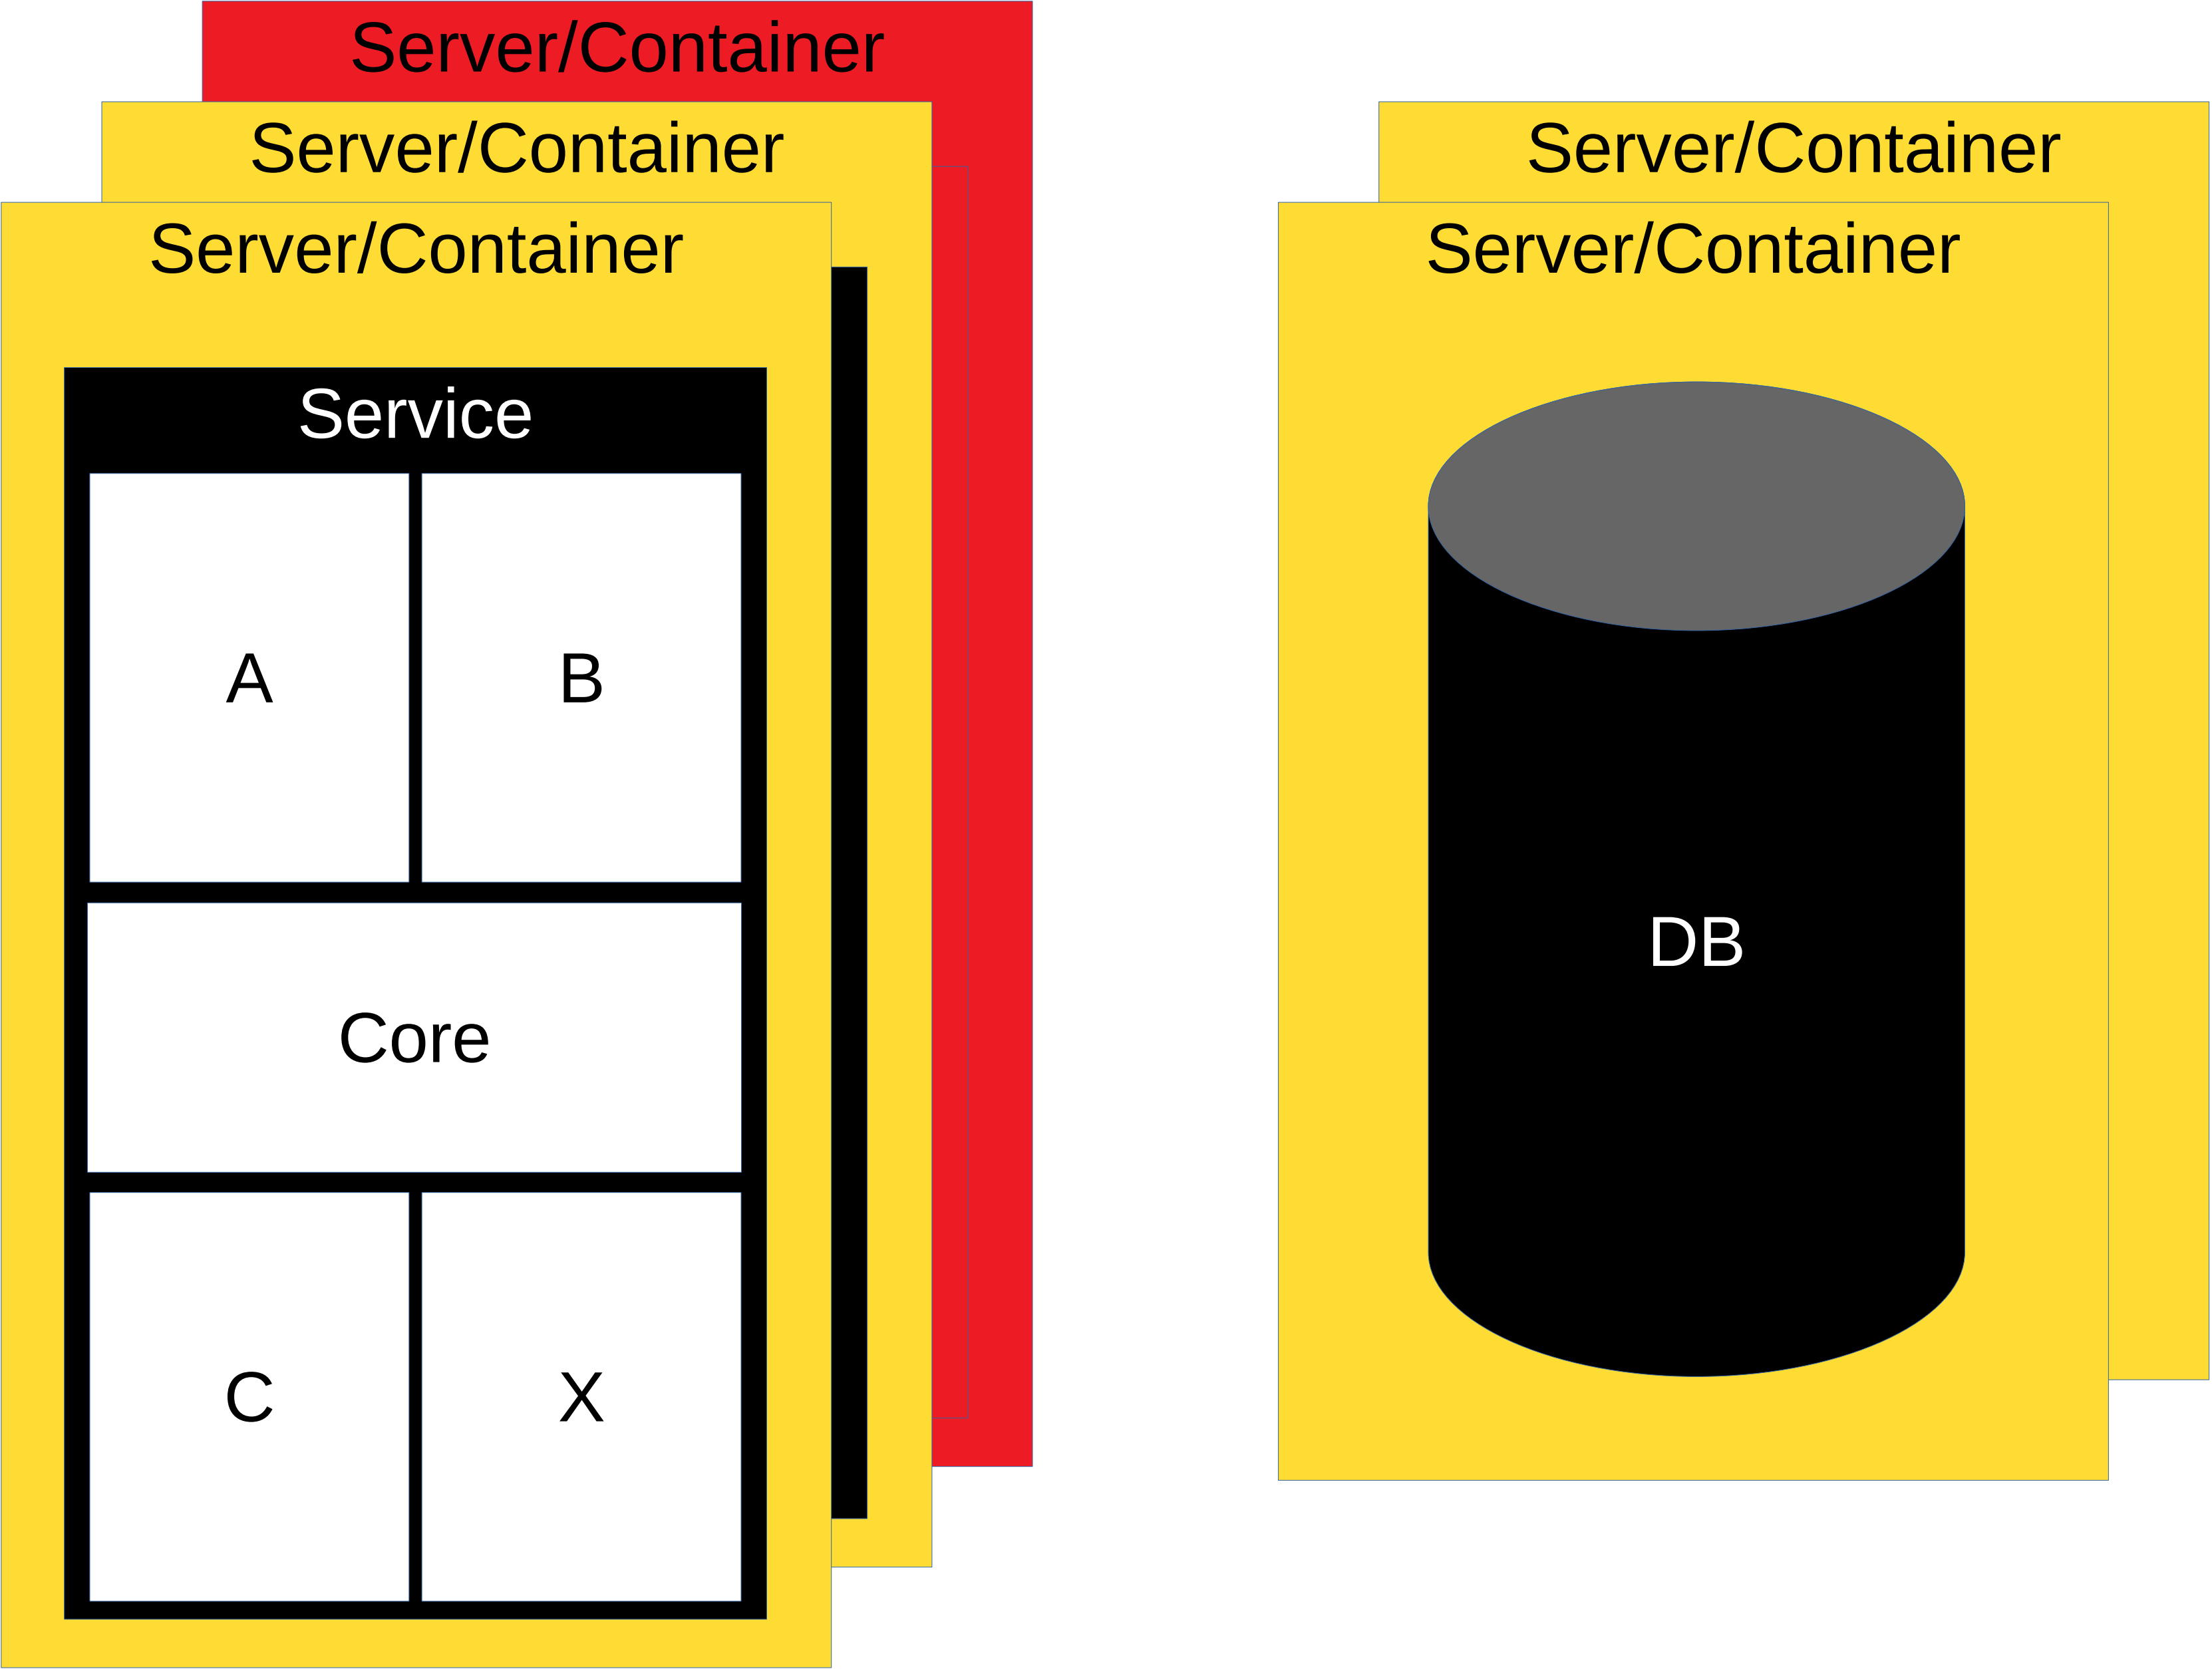 Server/Container
Server/Container
Server/Container
Service
A
B
Core
C
X
Server/Container
Server/Container
DB